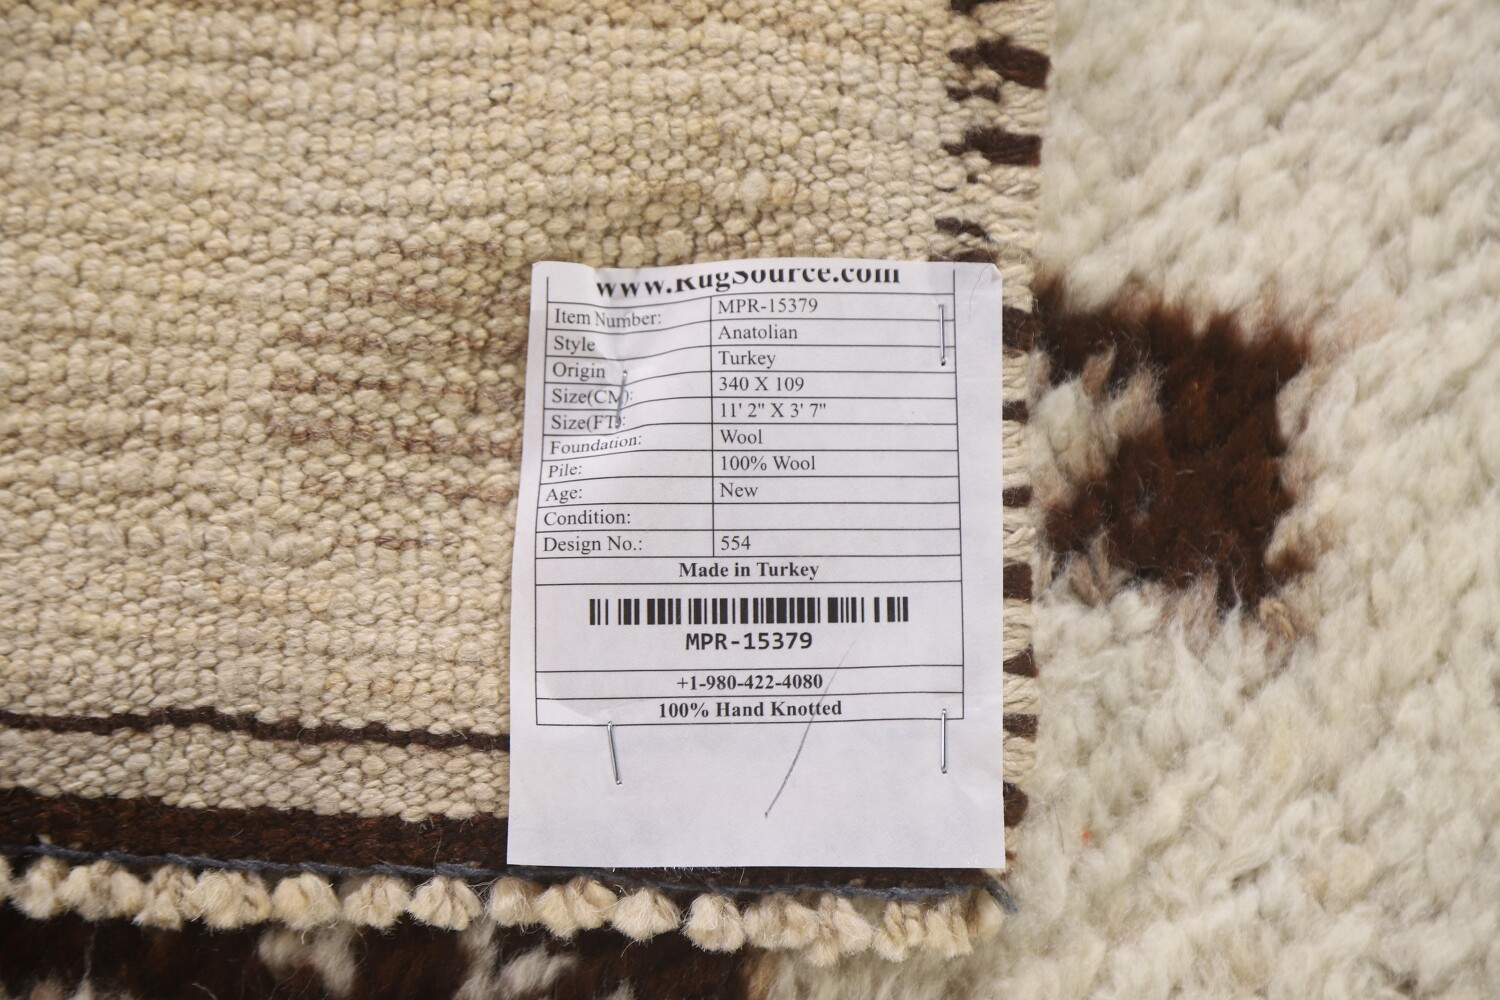 www.RugSource.com
Item Number: MPR-15379
Style Anatolian
Origin Turkey
Size(CM): 340 X 109
Size(FT): 11' 2" X 3' 7"
Foundation: Wool
Pile: 100% Wool
Age: New
Condition:
Design No.: 554
Made in Turkey
MPR-15379
+1-980-422-4080
100% Hand Knotted